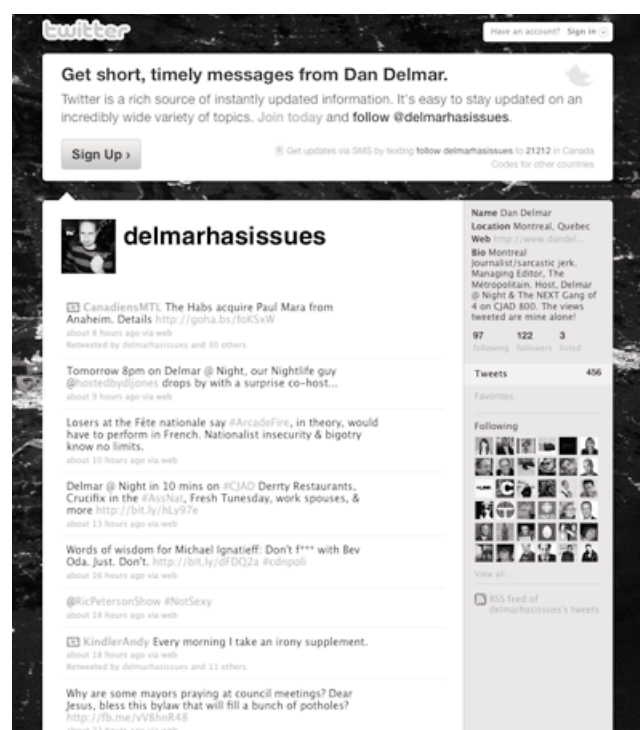 twitter
Have an account? Sign in
Get short, timely messages from Dan Delmar.
Twitter is a rich source of instantly updated information. It's easy to stay updated on an
incredibly wide variety of topics. Join today and follow @delmarhasissues.
Sign Up ›
Get updates via SMS by texting follow delmarhasissues to 21212 in Canada
Codes for other countries
delmarhasissues
CanadiensMTL The Habs acquire Paul Mara from
Anaheim. Details http://goha.bs/foKSxW
about 8 hours ago via web
Retweeted by delmarhasissues and 30 others
Tomorrow 8pm on Delmar @ Night, our Nightlife guy
@hostedbydljones drops by with a surprise co-host...
about 9 hours ago via web
Losers at the Fête nationale say #ArcadeFire, in theory, would
have to perform in French. Nationalist insecurity & bigotry
know no limits.
about 10 hours ago via web
Delmar @ Night in 10 mins on #CJAD Derrty Restaurants,
Crucifix in the #AssNat, Fresh Tunesday, work spouses, &
more http://bit.ly/hLy97e
about 13 hours ago via web
Words of wisdom for Michael Ignatieff: Don't f*** with Bev
Oda. Just. Don't. http://bit.ly/dFDQ2a #cdnpoli
about 16 hours ago via web
@RicPetersonShow #NotSexy
about 18 hours ago via web
KindlerAndy Every morning I take an irony supplement.
about 18 hours ago via web
Retweeted by delmarhasissues and 11 others
Why are some mayors praying at council meetings? Dear
Jesus, bless this bylaw that will fill a bunch of potholes?
http://fb.me/vV8hnR48
Name Dan Delmar
Location Montreal, Quebec
Web http://www.dandel...
Bio Montreal
Journalist/sarcastic jerk.
Managing Editor, The
Métropolitain. Host, Delmar
@ Night & The NEXT Gang of
4 on CJAD 800. The views
tweeted are mine alone!
97 122 3
following followers listed
Tweets 456
Favorites
Following
View all...
RSS feed of
delmarhasissues's tweets